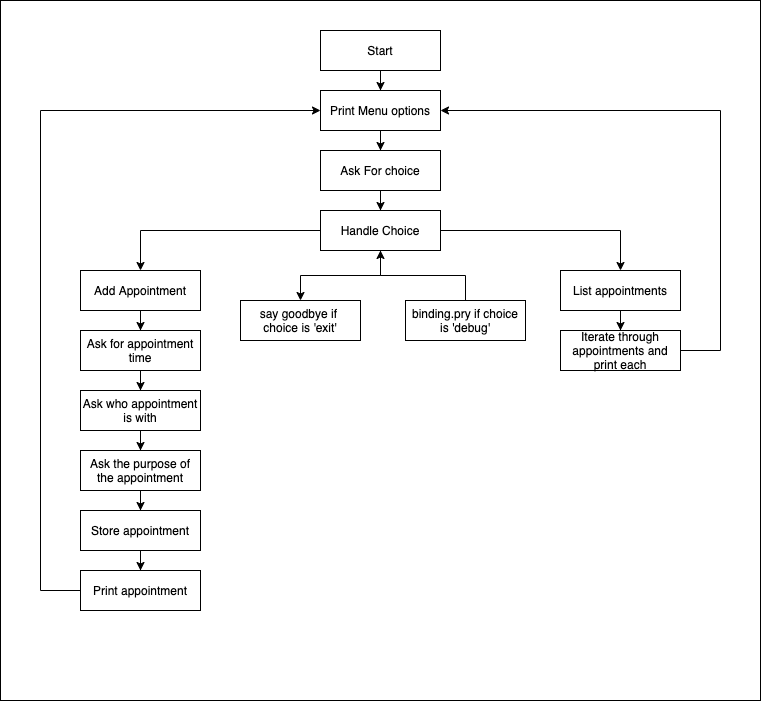 Start
Print Menu options
Ask For choice
Handle Choice
Add Appointment
say goodbye if
choice is 'exit'
binding.pry if choice
is 'debug'
List appointments
Ask for appointment
time
Iterate through
appointments and
print each
Ask who appointment
is with
Ask the purpose of
the appointment
Store appointment
Print appointment